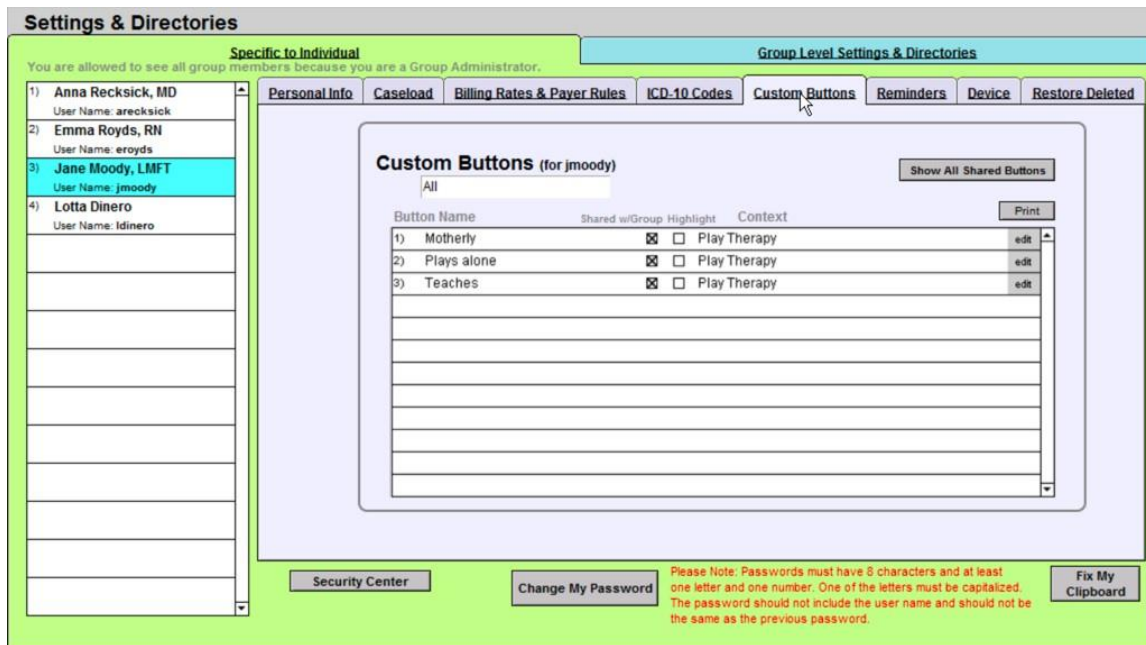 Settings & Directories
Specific to Individual
Group Level Settings & Directories
You are allowed to see all group members because you are a Group Administrator.
1) Anna Recksick, MD
User Name: arecksick
2) Emma Royds, RN
User Name: eroyds
3) Jane Moody, LMFT
User Name: jmoody
4) Lotta Dinero
User Name: ldinero
Personal Info Caseload Billing Rates & Payer Rules ICD-10 Codes Custom Buttons Reminders Device Restore Deleted
Custom Buttons (for jmoody)
Show All Shared Buttons
All
Print
Button Name Shared w/Group Highlight Context
1) Motherly Play Therapy edit
2) Plays alone Play Therapy edit
3) Teaches Play Therapy edit
Security Center
Change My Password
Please Note: Passwords must have 8 characters and at least
one letter and one number. One of the letters must be capitalized.
The password should not include the user name and should not be
the same as the previous password.
Fix My
Clipboard